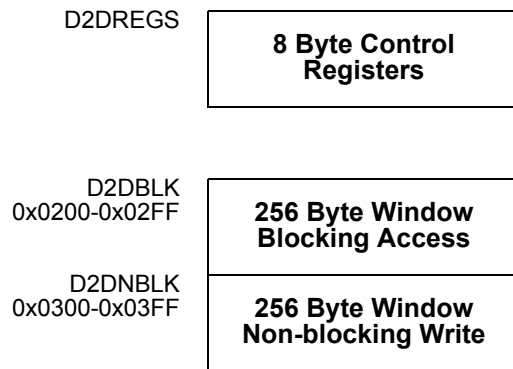 D2DREGS
8 Byte Control
Registers
D2DBLK
0x0200-0x02FF
256 Byte Window
Blocking Access
D2DNBLK
0x0300-0x03FF
256 Byte Window
Non-blocking Write